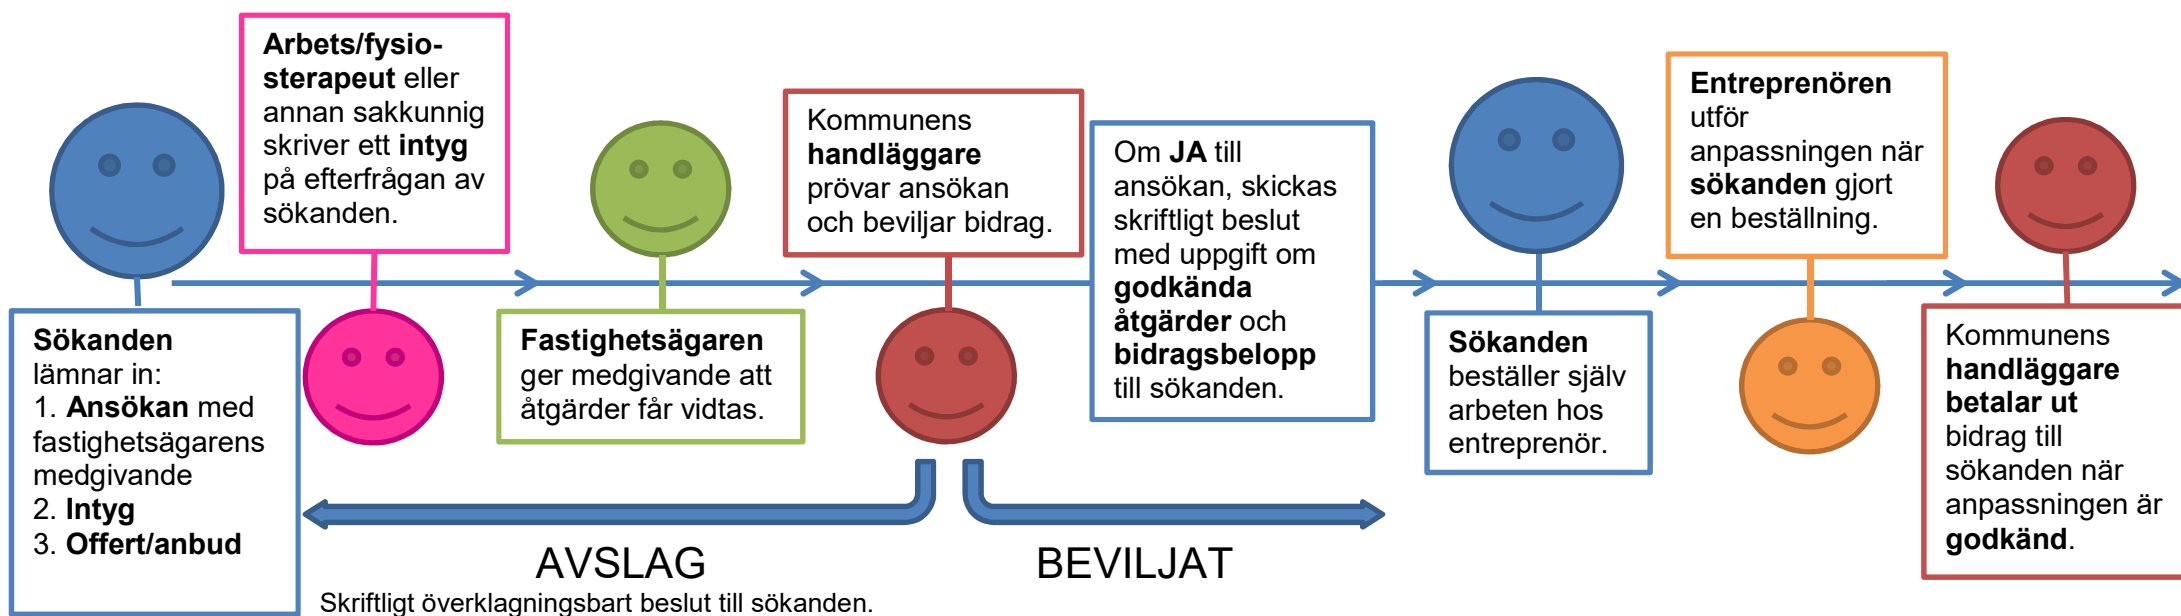 Sökanden
lämnar in:
1. Ansökan med
fastighetsägarens
medgivande
2. Intyg
3. Offert/anbud
Arbets/fysio-
sterapeut eller
annan sakkunnig
skriver ett intyg
på efterfrågan av
sökanden.
Fastighetsägaren
ger medgivande att
åtgärder får vidtas.
Kommunens
handläggare
prövar ansökan
och beviljar bidrag.
AVSLAG
Skriftligt överklagningsbart beslut till sökanden.
BEVILJAT
Om JA till
ansökan, skickas
skriftligt beslut
med uppgift om
godkända
åtgärder och
bidragsbelopp
till sökanden.
Sökanden
beställer själv
arbeten hos
entreprenör.
Entreprenören
utför
anpassningen när
sökanden gjort
en beställning.
Kommunens
handläggare
betalar ut
bidrag till
sökanden när
anpassningen är
godkänd.